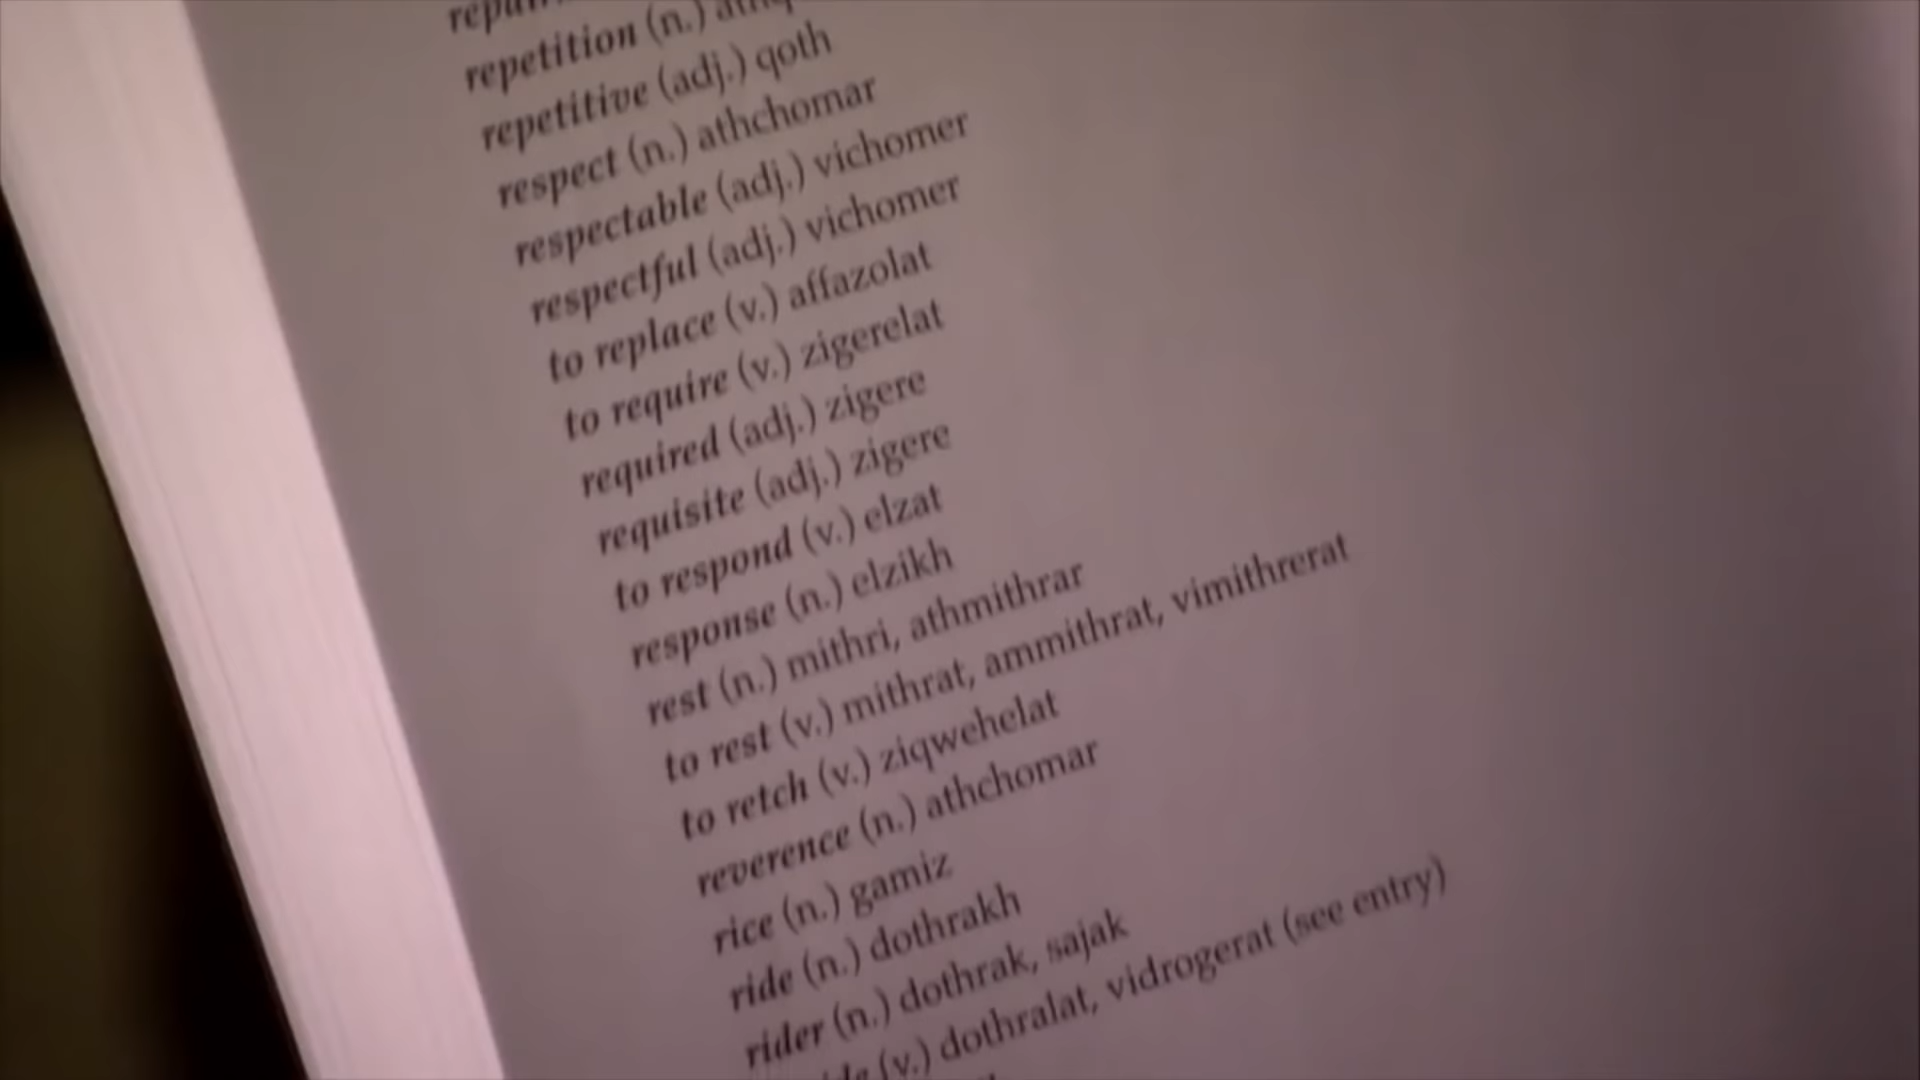 repetition (n.)
repetitive (adj.) qoth
respect (n.) athchomar
respectable (adj.) vichomer
respectful (adj.) vichomer
to replace (v.) affazolat
to require (v.) zigerelat
required (adj.) zigere
requisite (adj.) zigere
to respond (v.) elzat
response (n.) elzikh
rest (n.) mithri, athmithrar
to rest (v.) mithrat, ammithrat, vimithrerat
to retch (v.) ziqwehelat
reverence (n.) athchomar
rice (n.) gamiz
ride (n.) dothrakh
rider (n.) dothrak, sajak
(v.) dothralat, vidrogerat (see entry)